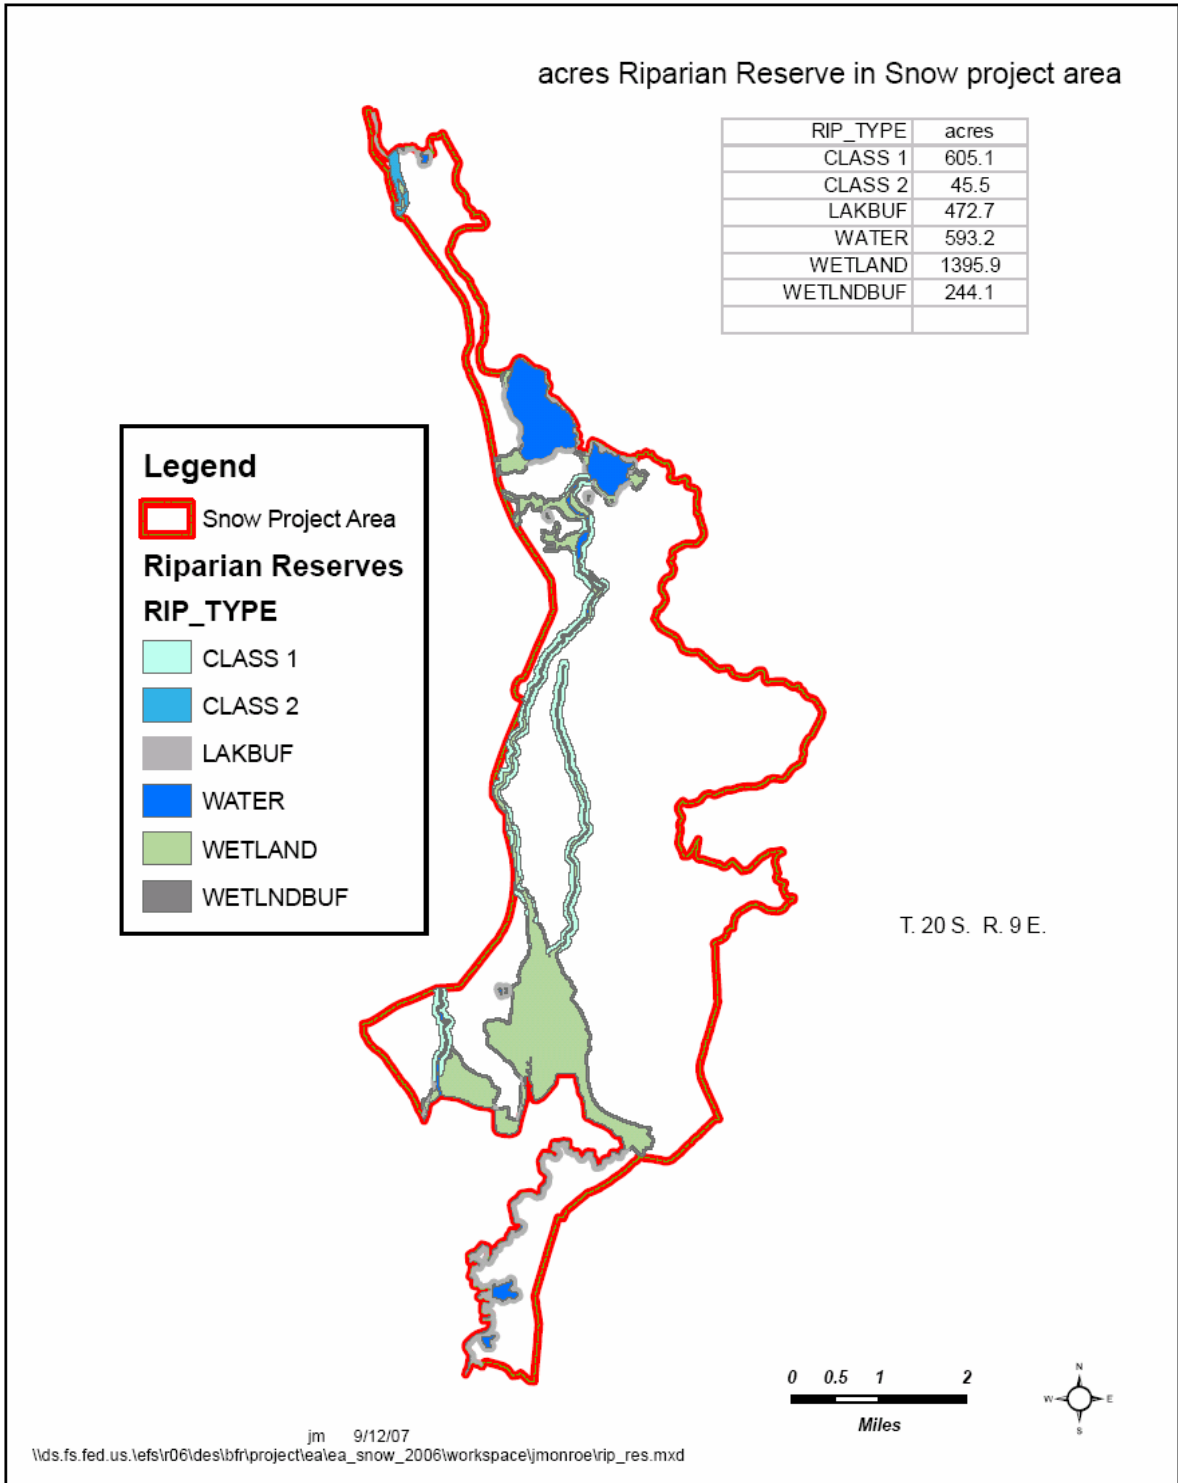 acres Riparian Reserve in Snow project area
RIP_TYPE acres
CLASS 1 605.1
CLASS 2 45.5
LAKBUF 472.7
WATER 593.2
WETLAND 1395.9
WETLNDBUF 244.1
Legend
Snow Project Area
Riparian Reserves
RIP_TYPE
CLASS 1
CLASS 2
LAKBUF
WATER
WETLAND
WETLNDBUF
T. 20 S. R. 9 E.
0 0.5 1 2
Miles
N
W E
S
jm 9/12/07
\\ds.fs.fed.us.\efs\r06\des\bfr\project\ea\ea_snow_2006\workspace\jmonroe\rip_res.mxd